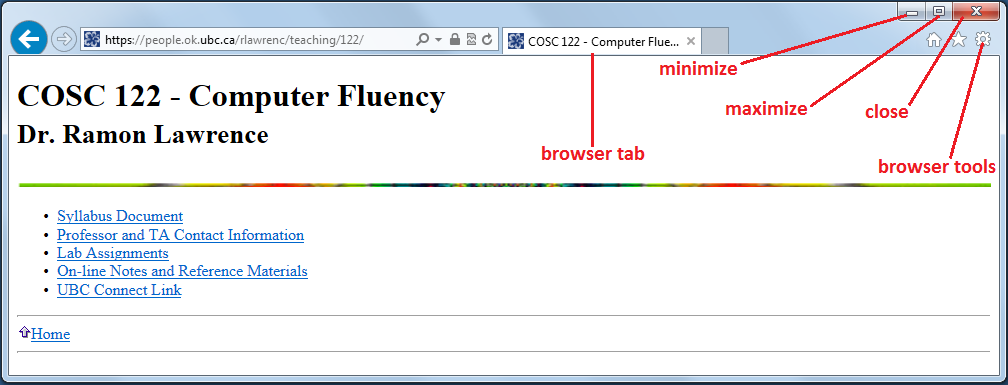 https://people.ok.ubc.ca/rlawrenc/teaching/122/
COSC 122 - Computer Flue...
minimize
maximize
close
browser tab
browser tools
COSC 122 - Computer Fluency
Dr. Ramon Lawrence
• Syllabus Document
• Professor and TA Contact Information
• Lab Assignments
• On-line Notes and Reference Materials
• UBC Connect Link
Home